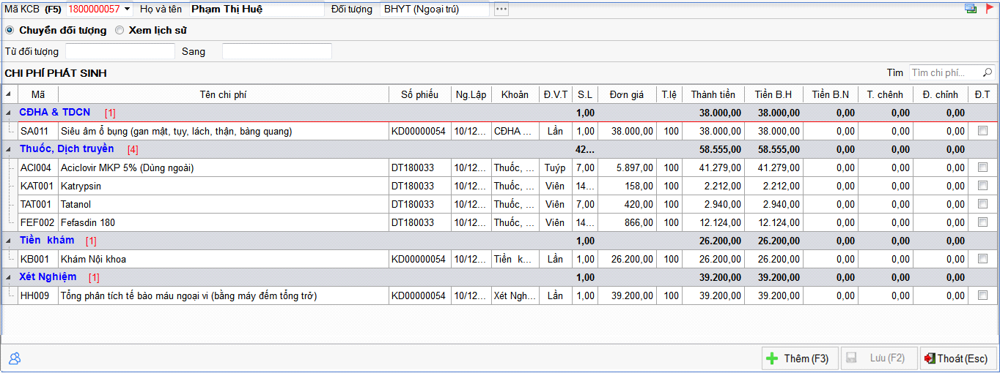 Mã KCB (F5) 1800000057 Họ và tên Phạm Thị Huệ Đối tượng BHYT (Ngoại trú) ...
Chuyển đối tượng Xem lịch sử
Từ đối tượng Sang
CHI PHÍ PHÁT SINH Tìm Tìm chi phí...
Mã Tên chi phí Số phiếu Ng.Lập Khoản Đ.V.T S.L Đơn giá T.lệ Thành tiền Tiền B.H Tiền B.N T. chênh Đ. chỉnh Đ.T
CĐHA & TDCN [1] 1,00 38.000,00 38.000,00 0,00 0,00 0,00
SA011 Siêu âm ổ bụng (gan mật, tụy, lách, thận, bàng quang) KD00000054 10/12... CĐHA ... Lần 1,00 38.000,00 100 38.000,00 38.000,00 0,00 0,00 0,00
Thuốc, Dịch truyền [4] 42... 58.555,00 58.555,00 0,00 0,00 0,00
ACI004 Aciclovir MKP 5% (Dùng ngoài) DT180033 10/12... Thuốc, ... Tuýp 7,00 5.897,00 100 41.279,00 41.279,00 0,00 0,00 0,00
KAT001 Katrypsin DT180033 10/12... Thuốc, ... Viên 14... 158,00 100 2.212,00 2.212,00 0,00 0,00 0,00
TAT001 Tatanol DT180033 10/12... Thuốc, ... Viên 7,00 420,00 100 2.940,00 2.940,00 0,00 0,00 0,00
FEF002 Fefasdin 180 DT180033 10/12... Thuốc, ... Viên 14... 866,00 100 12.124,00 12.124,00 0,00 0,00 0,00
Tiền khám [1] 1,00 26.200,00 26.200,00 0,00 0,00 0,00
KB001 Khám Nội khoa KD00000054 10/12... Tiền k... Lần 1,00 26.200,00 100 26.200,00 26.200,00 0,00 0,00 0,00
Xét Nghiệm [1] 1,00 39.200,00 39.200,00 0,00 0,00 0,00
HH009 Tổng phân tích tế bào máu ngoại vi (bằng máy đếm tổng trở) KD00000054 10/12... Xét Ngh... Lần 1,00 39.200,00 100 39.200,00 39.200,00 0,00 0,00 0,00
Thêm (F3) Lưu (F2) Thoát (Esc)